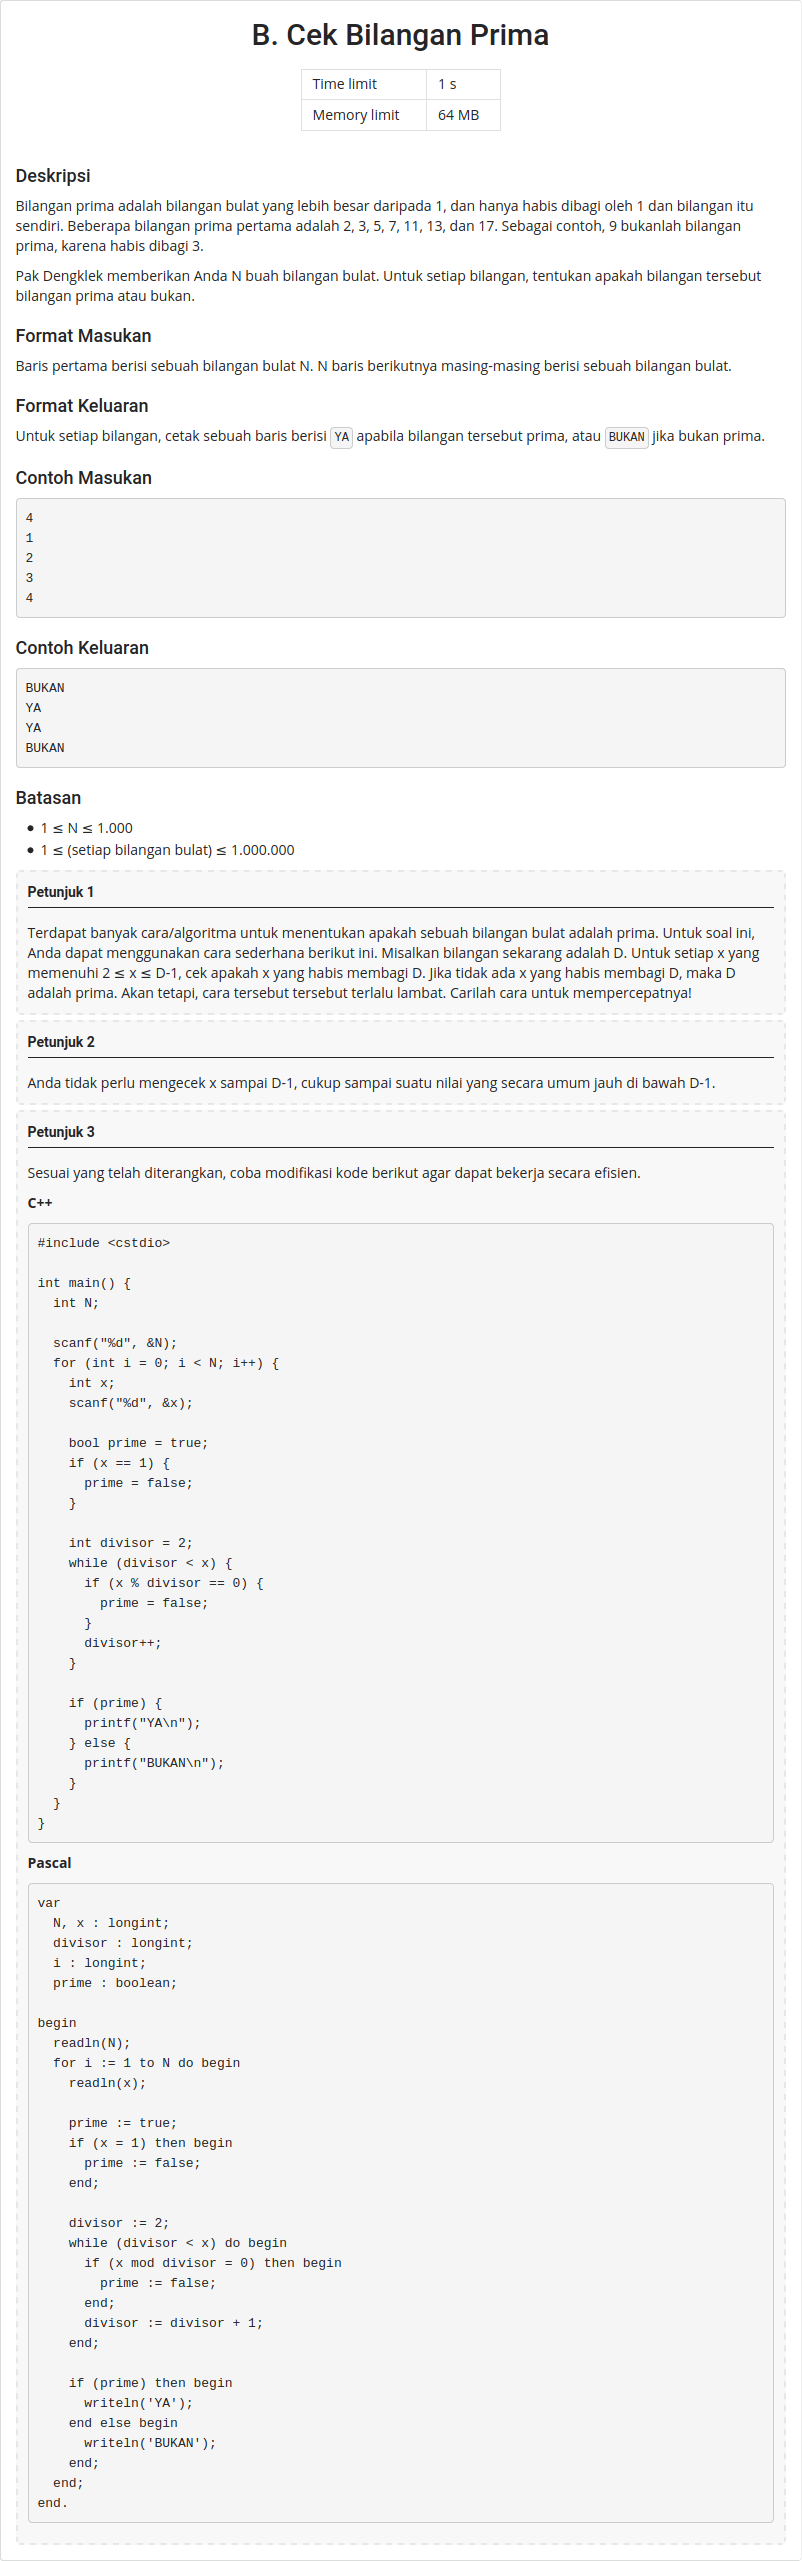 B. Cek Bilangan Prima
Time limit 1 s
Memory limit 64 MB
Deskripsi
Bilangan prima adalah bilangan bulat yang lebih besar daripada 1, dan hanya habis dibagi oleh 1 dan bilangan itu
sendiri. Beberapa bilangan prima pertama adalah 2, 3, 5, 7, 11, 13, dan 17. Sebagai contoh, 9 bukanlah bilangan
prima, karena habis dibagi 3.
Pak Dengklek memberikan Anda N buah bilangan bulat. Untuk setiap bilangan, tentukan apakah bilangan tersebut
bilangan prima atau bukan.
Format Masukan
Baris pertama berisi sebuah bilangan bulat N. N baris berikutnya masing-masing berisi sebuah bilangan bulat.
Format Keluaran
Untuk setiap bilangan, cetak sebuah baris berisi YA apabila bilangan tersebut prima, atau BUKAN jika bukan prima.
Contoh Masukan
4
1
2
3
4
Contoh Keluaran
BUKAN
YA
YA
BUKAN
Batasan
• 1 ≤ N ≤ 1.000
• 1 ≤ (setiap bilangan bulat) ≤ 1.000.000
Petunjuk 1
Terdapat banyak cara/algoritma untuk menentukan apakah sebuah bilangan bulat adalah prima. Untuk soal ini,
Anda dapat menggunakan cara sederhana berikut ini. Misalkan bilangan sekarang adalah D. Untuk setiap x yang
memenuhi 2 ≤ x ≤ D-1, cek apakah x yang habis membagi D. Jika tidak ada x yang habis membagi D, maka D
adalah prima. Akan tetapi, cara tersebut tersebut terlalu lambat. Carilah cara untuk mempercepatnya!
Petunjuk 2
Anda tidak perlu mengecek x sampai D-1, cukup sampai suatu nilai yang secara umum jauh di bawah D-1.
Petunjuk 3
Sesuai yang telah diterangkan, coba modifikasi kode berikut agar dapat bekerja secara efisien.
C++
#include <cstdio>
int main() {
  int N;
  scanf("%d", &N);
  for (int i = 0; i < N; i++) {
    int x;
    scanf("%d", &x);
    bool prime = true;
    if (x == 1) {
      prime = false;
    }
    int divisor = 2;
    while (divisor < x) {
      if (x % divisor == 0) {
        prime = false;
      }
      divisor++;
    }
    if (prime) {
      printf("YA\n");
    } else {
      printf("BUKAN\n");
    }
  }
}
Pascal
var
  N, x : longint;
  divisor : longint;
  i : longint;
  prime : boolean;
begin
  readln(N);
  for i := 1 to N do begin
    readln(x);
    prime := true;
    if (x = 1) then begin
      prime := false;
    end;
    divisor := 2;
    while (divisor < x) do begin
      if (x mod divisor = 0) then begin
        prime := false;
      end;
      divisor := divisor + 1;
    end;
    if (prime) then begin
      writeln('YA');
    end else begin
      writeln('BUKAN');
    end;
  end;
end.